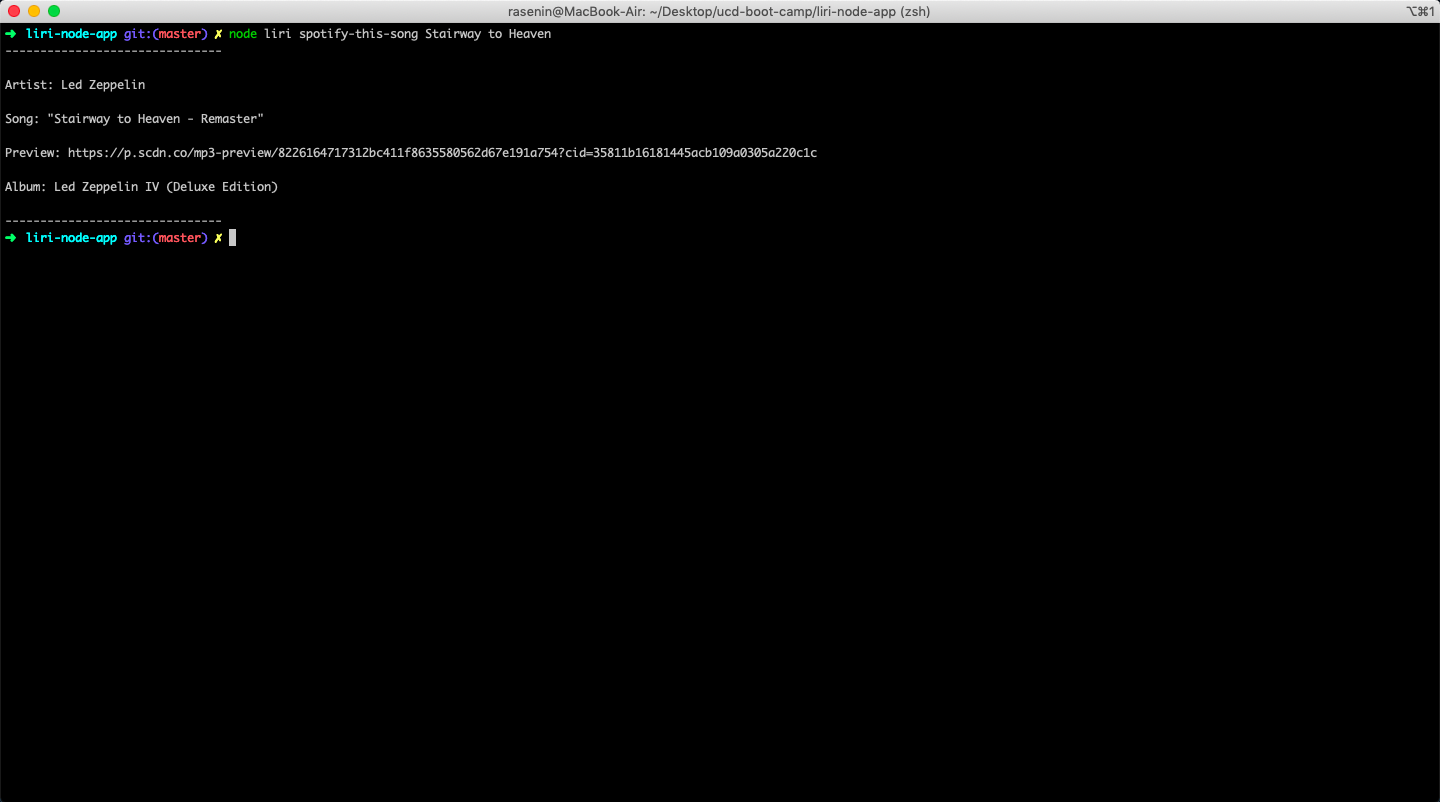 rasenin@MacBook-Air: ~/Desktop/ucd-boot-camp/liri-node-app (zsh) ⌥⌘1
➜ liri-node-app git:(master) ✗ node liri spotify-this-song Stairway to Heaven
-------------------------------
Artist: Led Zeppelin
Song: "Stairway to Heaven - Remaster"
Preview: https://p.scdn.co/mp3-preview/8226164717312bc411f8635580562d67e191a754?cid=35811b16181445acb109a0305a220c1c
Album: Led Zeppelin IV (Deluxe Edition)
-------------------------------
➜ liri-node-app git:(master) ✗